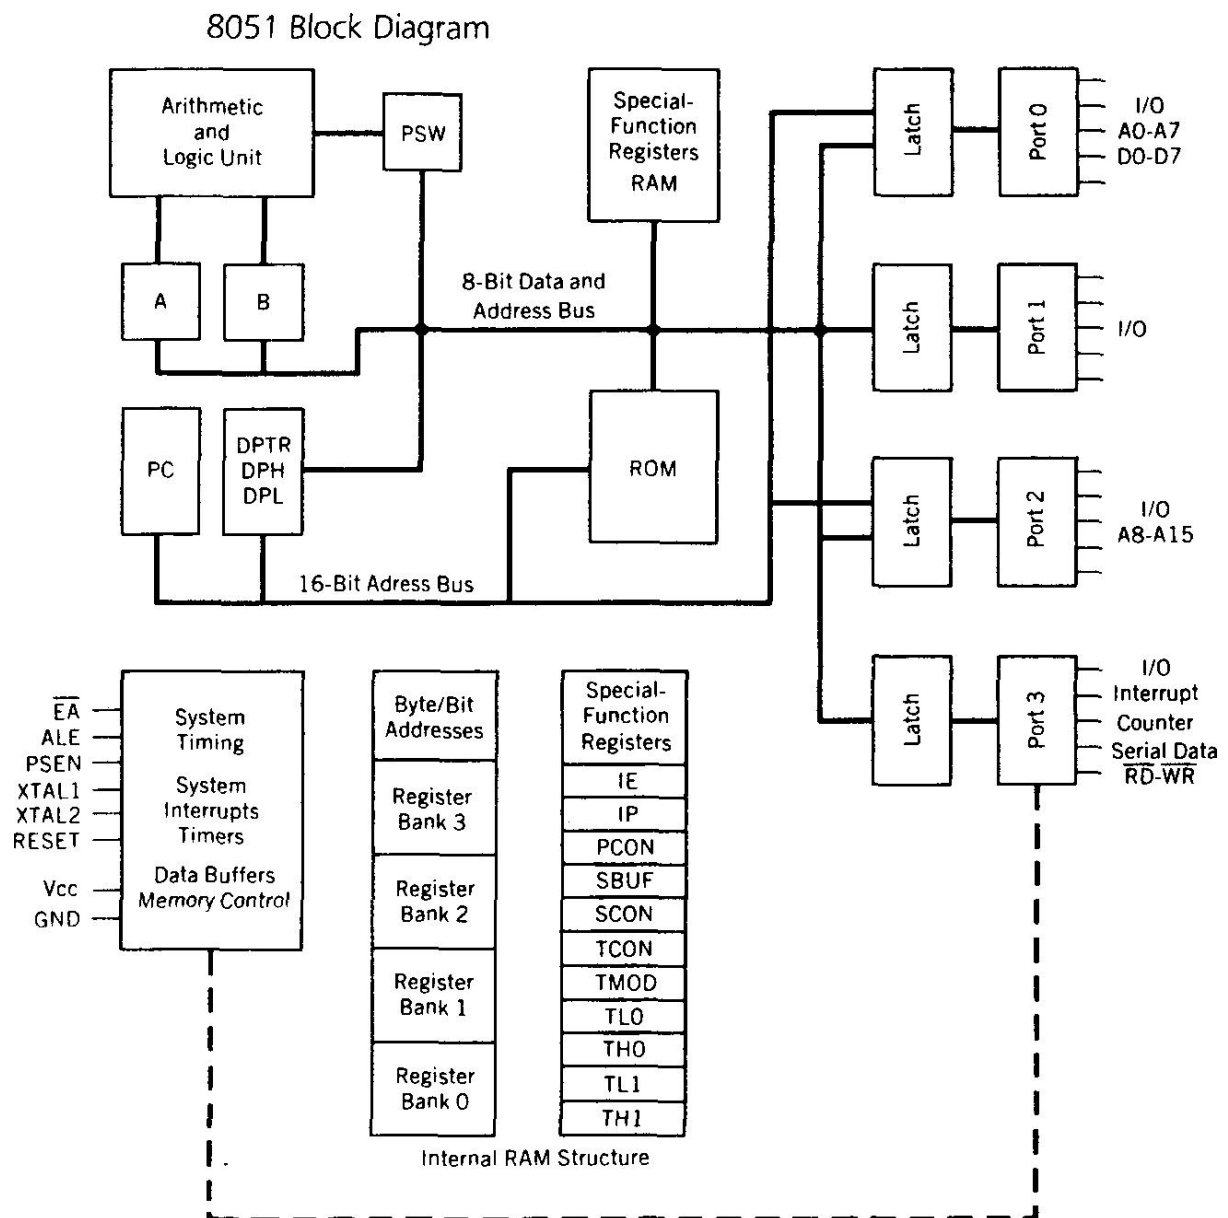 8051 Block Diagram
Arithmetic
and
Logic Unit
PSW
A
B
PC
DPTR
DPH
DPL
8-Bit Data and
Address Bus
16-Bit Adress Bus
Special-
Function
Registers
RAM
ROM
Latch
Port 0
I/O
A0-A7
D0-D7
Latch
Port 1
I/O
Latch
Port 2
I/O
A8-A15
Latch
Port 3
I/O
Interrupt
Counter
Serial Data
R̅D̅-W̅R̅
E̅A̅
ALE
PSEN
XTAL1
XTAL2
RESET
Vcc
GND
System
Timing
System
Interrupts
Timers
Data Buffers
Memory Control
Byte/Bit
Addresses
Register
Bank 3
Register
Bank 2
Register
Bank 1
Register
Bank 0
Special-
Function
Registers
IE
IP
PCON
SBUF
SCON
TCON
TMOD
TL0
TH0
TL1
TH1
Internal RAM Structure